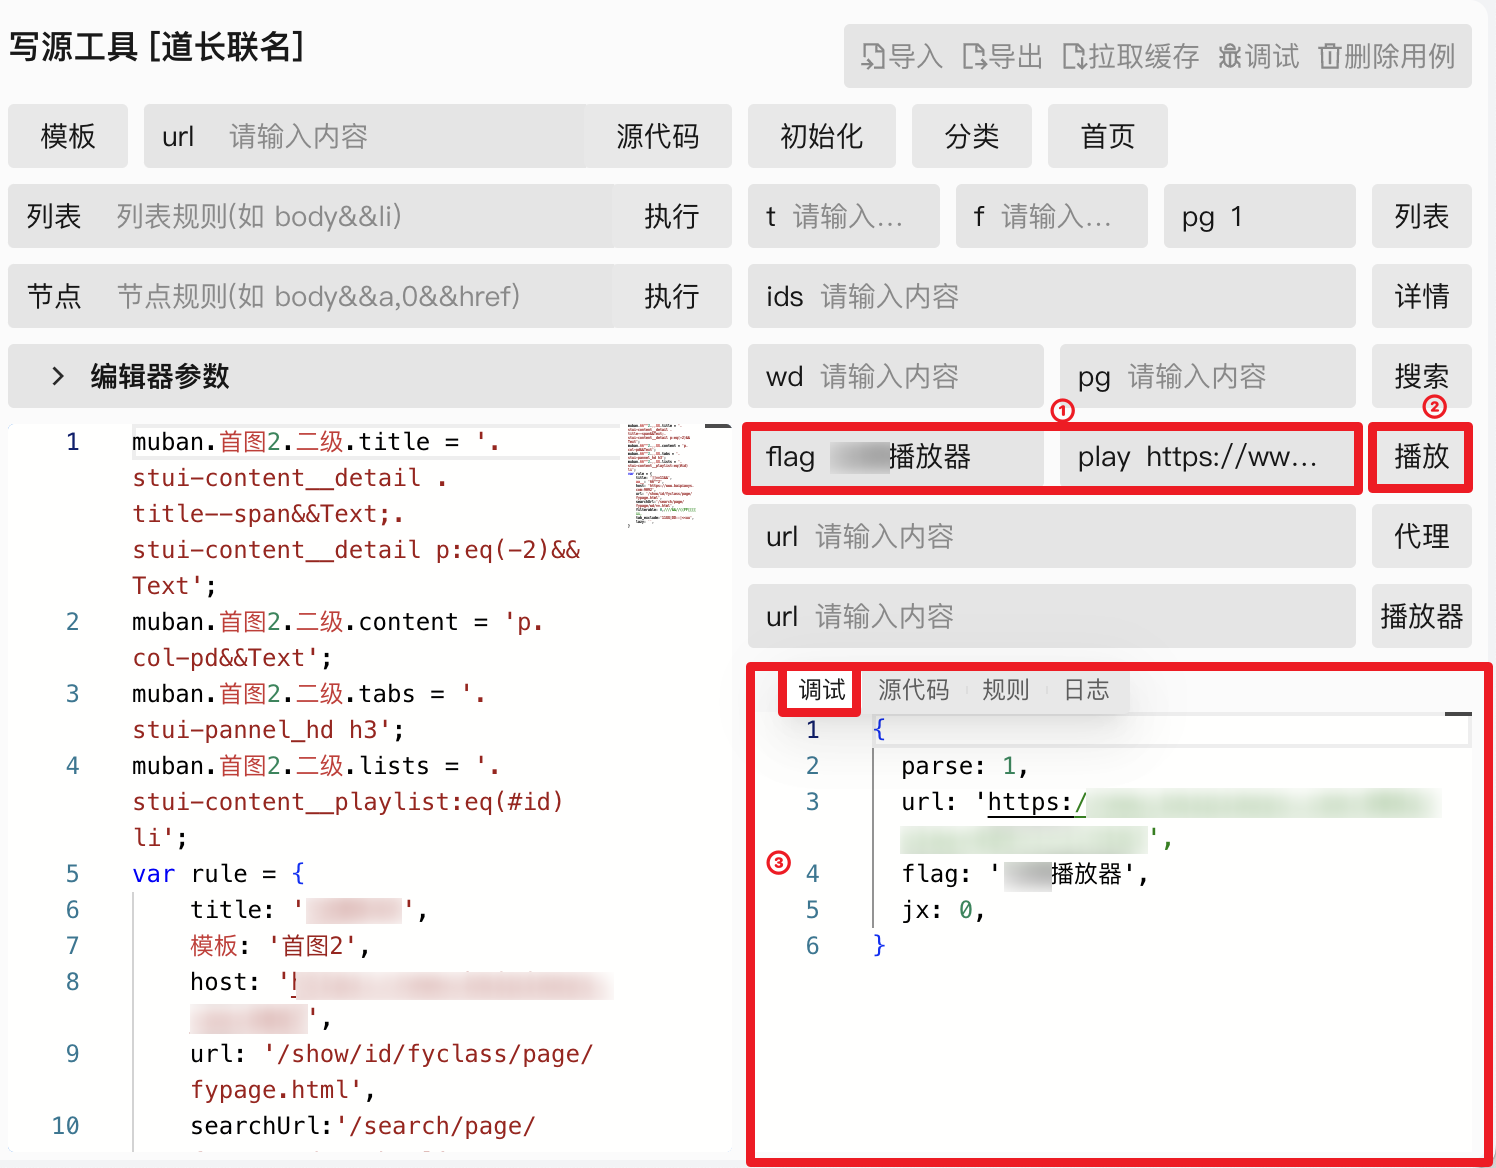 写源工具 [道长联名]
导入 导出 拉取缓存 调试 删除用例
模板 url 请输入内容 源代码 初始化 分类 首页
列表 列表规则(如 body&&li) 执行 t 请输入... f 请输入... pg 1 列表
节点 节点规则(如 body&&a,0&&href) 执行 ids 请输入内容 详情
编辑器参数 wd 请输入内容 pg 请输入内容 搜索
① ②
flag 播放器 play https://ww... 播放
url 请输入内容 代理
url 请输入内容 播放器
1 muban.首图2.二级.title = '.
stui-content__detail .
title--span&&Text;.
stui-content__detail p:eq(-2)&&
Text';
2 muban.首图2.二级.content = 'p.
col-pd&&Text';
3 muban.首图2.二级.tabs = '.
stui-pannel_hd h3';
4 muban.首图2.二级.lists = '.
stui-content__playlist:eq(#id)
li';
5 var rule = {
6 title: '',
7 模板: '首图2',
8 host: 'h
',
9 url: '/show/id/fyclass/page/
fypage.html',
10 searchUrl:'/search/page/
调试 源代码 规则 日志
1 {
2 parse: 1,
3 url: 'https:/
',
③
4 flag: '播放器',
5 jx: 0,
6 }